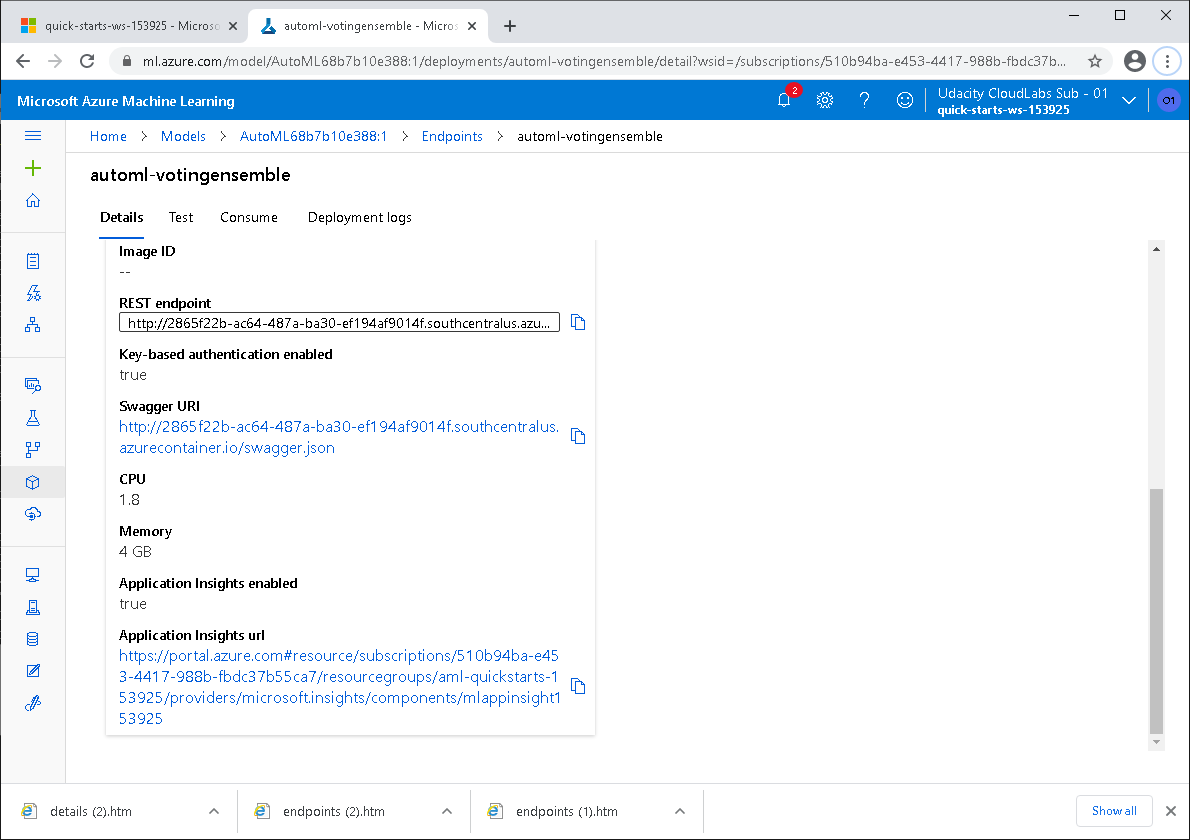 quick-starts-ws-153925 - Microso
automl-votingensemble - Micros
ml.azure.com/model/AutoML68b7b10e388:1/deployments/automl-votingensemble/detail?wsid=/subscriptions/510b94ba-e453-4417-988b-fbdc37b...
Microsoft Azure Machine Learning
2
Udacity CloudLabs Sub - 01
quick-starts-ws-153925
O1
Home > Models > AutoML68b7b10e388:1 > Endpoints > automl-votingensemble
automl-votingensemble
Details Test Consume Deployment logs
Image ID
--
REST endpoint
http://2865f22b-ac64-487a-ba30-ef194af9014f.southcentralus.azu...
Key-based authentication enabled
true
Swagger URI
http://2865f22b-ac64-487a-ba30-ef194af9014f.southcentralus.
azurecontainer.io/swagger.json
CPU
1.8
Memory
4 GB
Application Insights enabled
true
Application Insights url
https://portal.azure.com#resource/subscriptions/510b94ba-e45
3-4417-988b-fbdc37b55ca7/resourcegroups/aml-quickstarts-1
53925/providers/microsoft.insights/components/mlappinsight1
53925
details (2).htm
endpoints (2).htm
endpoints (1).htm
Show all